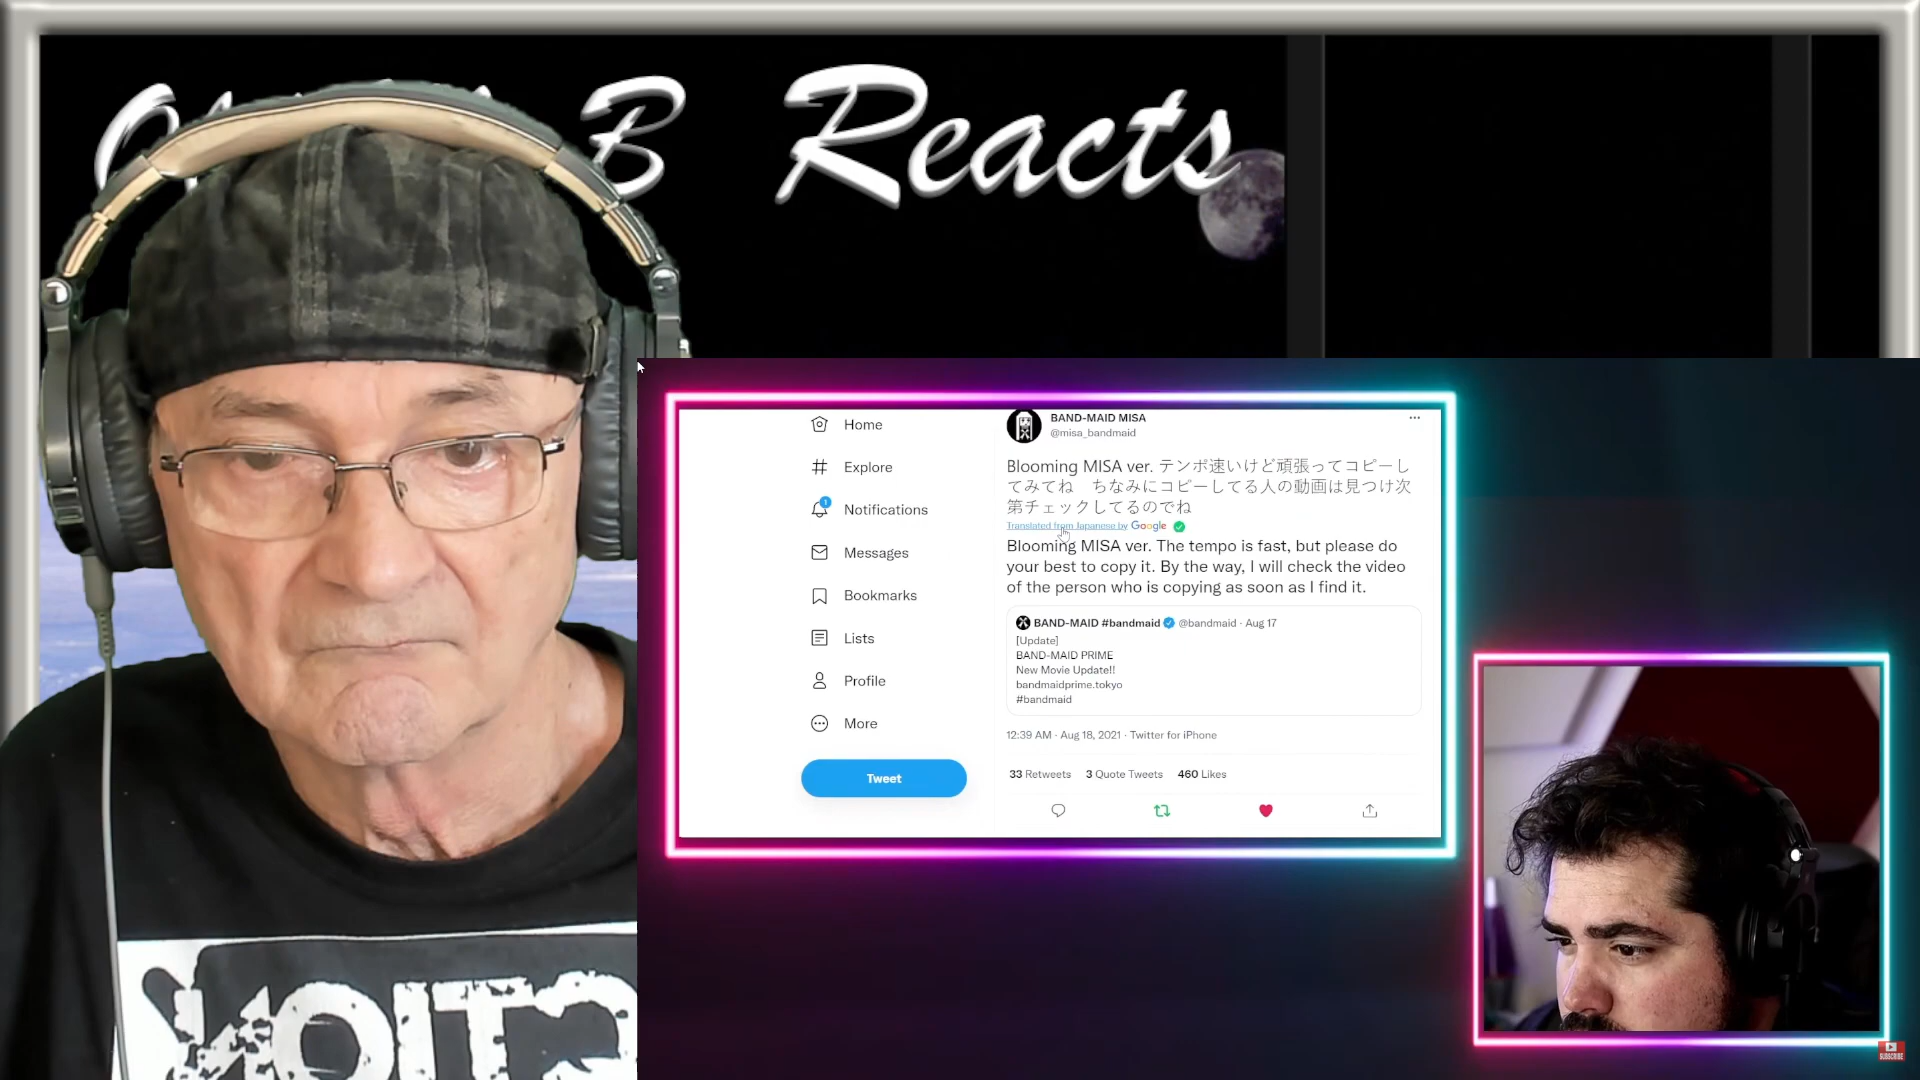 B Reacts
Home
Explore
Notifications
Messages
Bookmarks
Lists
Profile
More
Tweet
BAND-MAID MISA
@misa_bandmaid
Blooming MISA ver. テンポ速いけど頑張ってコピーし
てみてね　ちなみにコピーしてる人の動画は見つけ次
第チェックしてるのでね
Translated from Japanese by Google
Blooming MISA ver. The tempo is fast, but please do
your best to copy it. By the way, I will check the video
of the person who is copying as soon as I find it.
BAND-MAID #bandmaid @bandmaid · Aug 17
[Update]
BAND-MAID PRIME
New Movie Update!!
bandmaidprime.tokyo
#bandmaid
12:39 AM · Aug 18, 2021 · Twitter for iPhone
33 Retweets 3 Quote Tweets 460 Likes
SUBSCRIBE